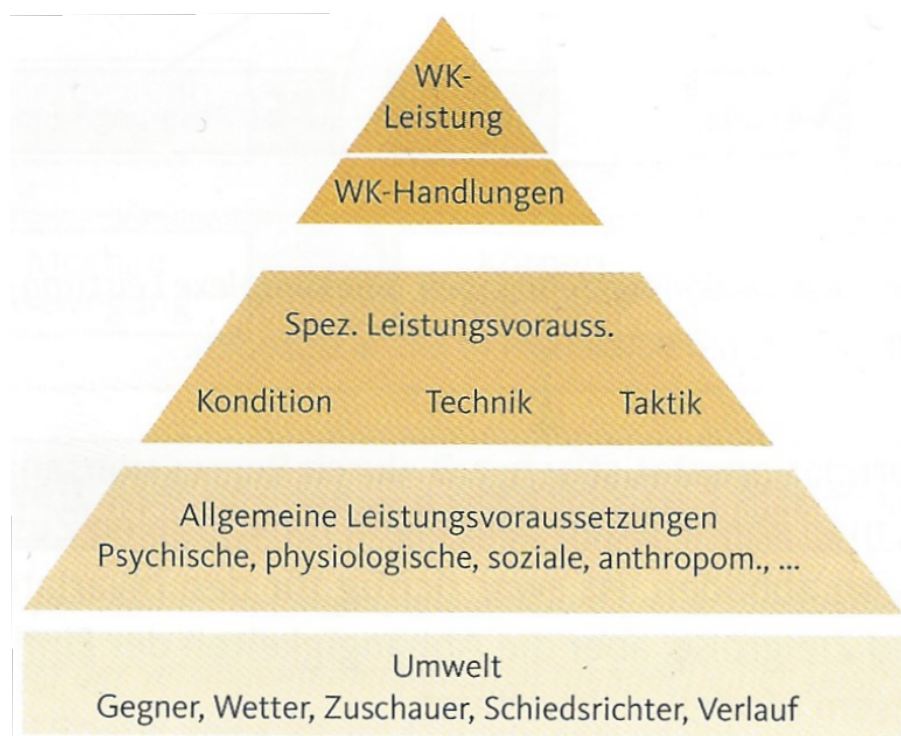 WK-
Leistung
WK-Handlungen
Spez. Leistungsvorauss.
Kondition Technik Taktik
Allgemeine Leistungsvoraussetzungen
Psychische, physiologische, soziale, anthropom., ...
Umwelt
Gegner, Wetter, Zuschauer, Schiedsrichter, Verlauf